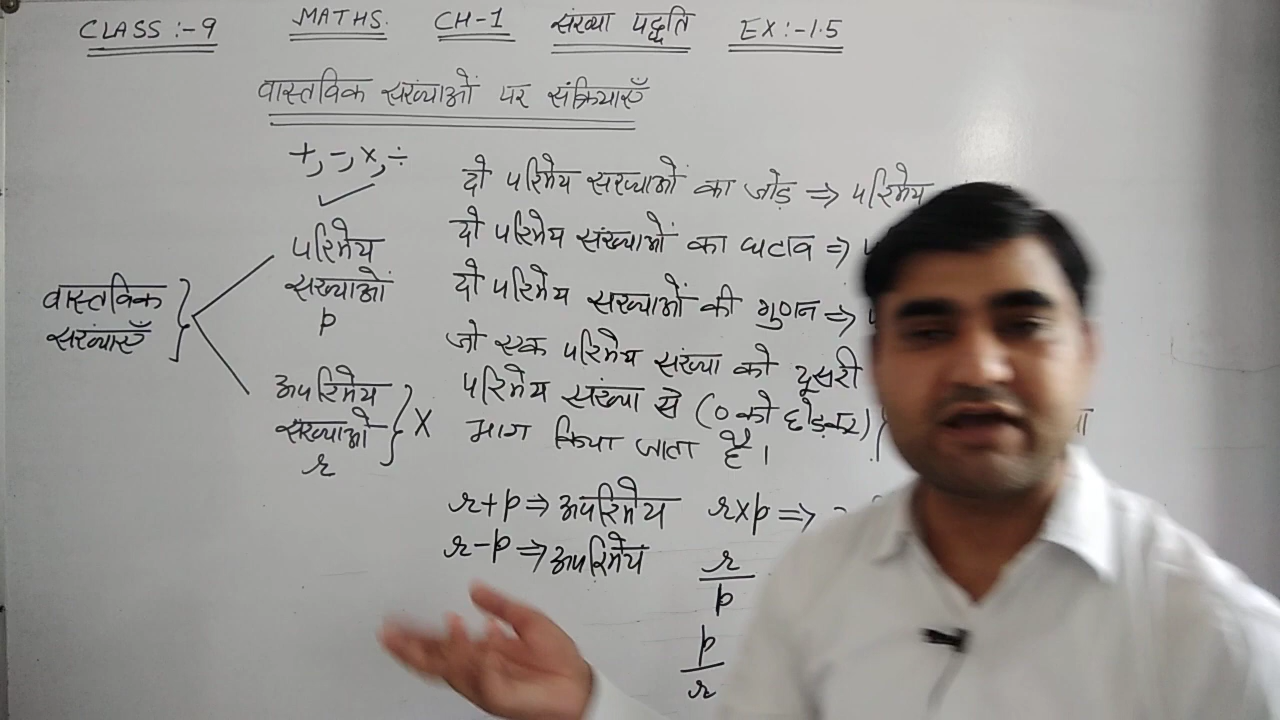 CLASS :-9 MATHS. CH-1 संख्या पद्धति EX:-1.5
वास्तविक संख्याओं पर संक्रियाएँ
+,-,×,÷
परिमेय
संख्याओं
p
वास्तविक
संख्याएँ
अपरिमेय
संख्याओं
r
×
दो परिमेय संख्याओं का जोड़ ⇒ परिमेय
दो परिमेय संख्याओं का घटाव ⇒
दो परिमेय संख्याओं की गुणन ⇒
जो एक परिमेय संख्या को दूसरी
परिमेय संख्या से (0 को छोड़कर)
भाग किया जाता है।
r+p ⇒ अपरिमेय r×p ⇒
r-p ⇒ अपरिमेय
r/p
p/r